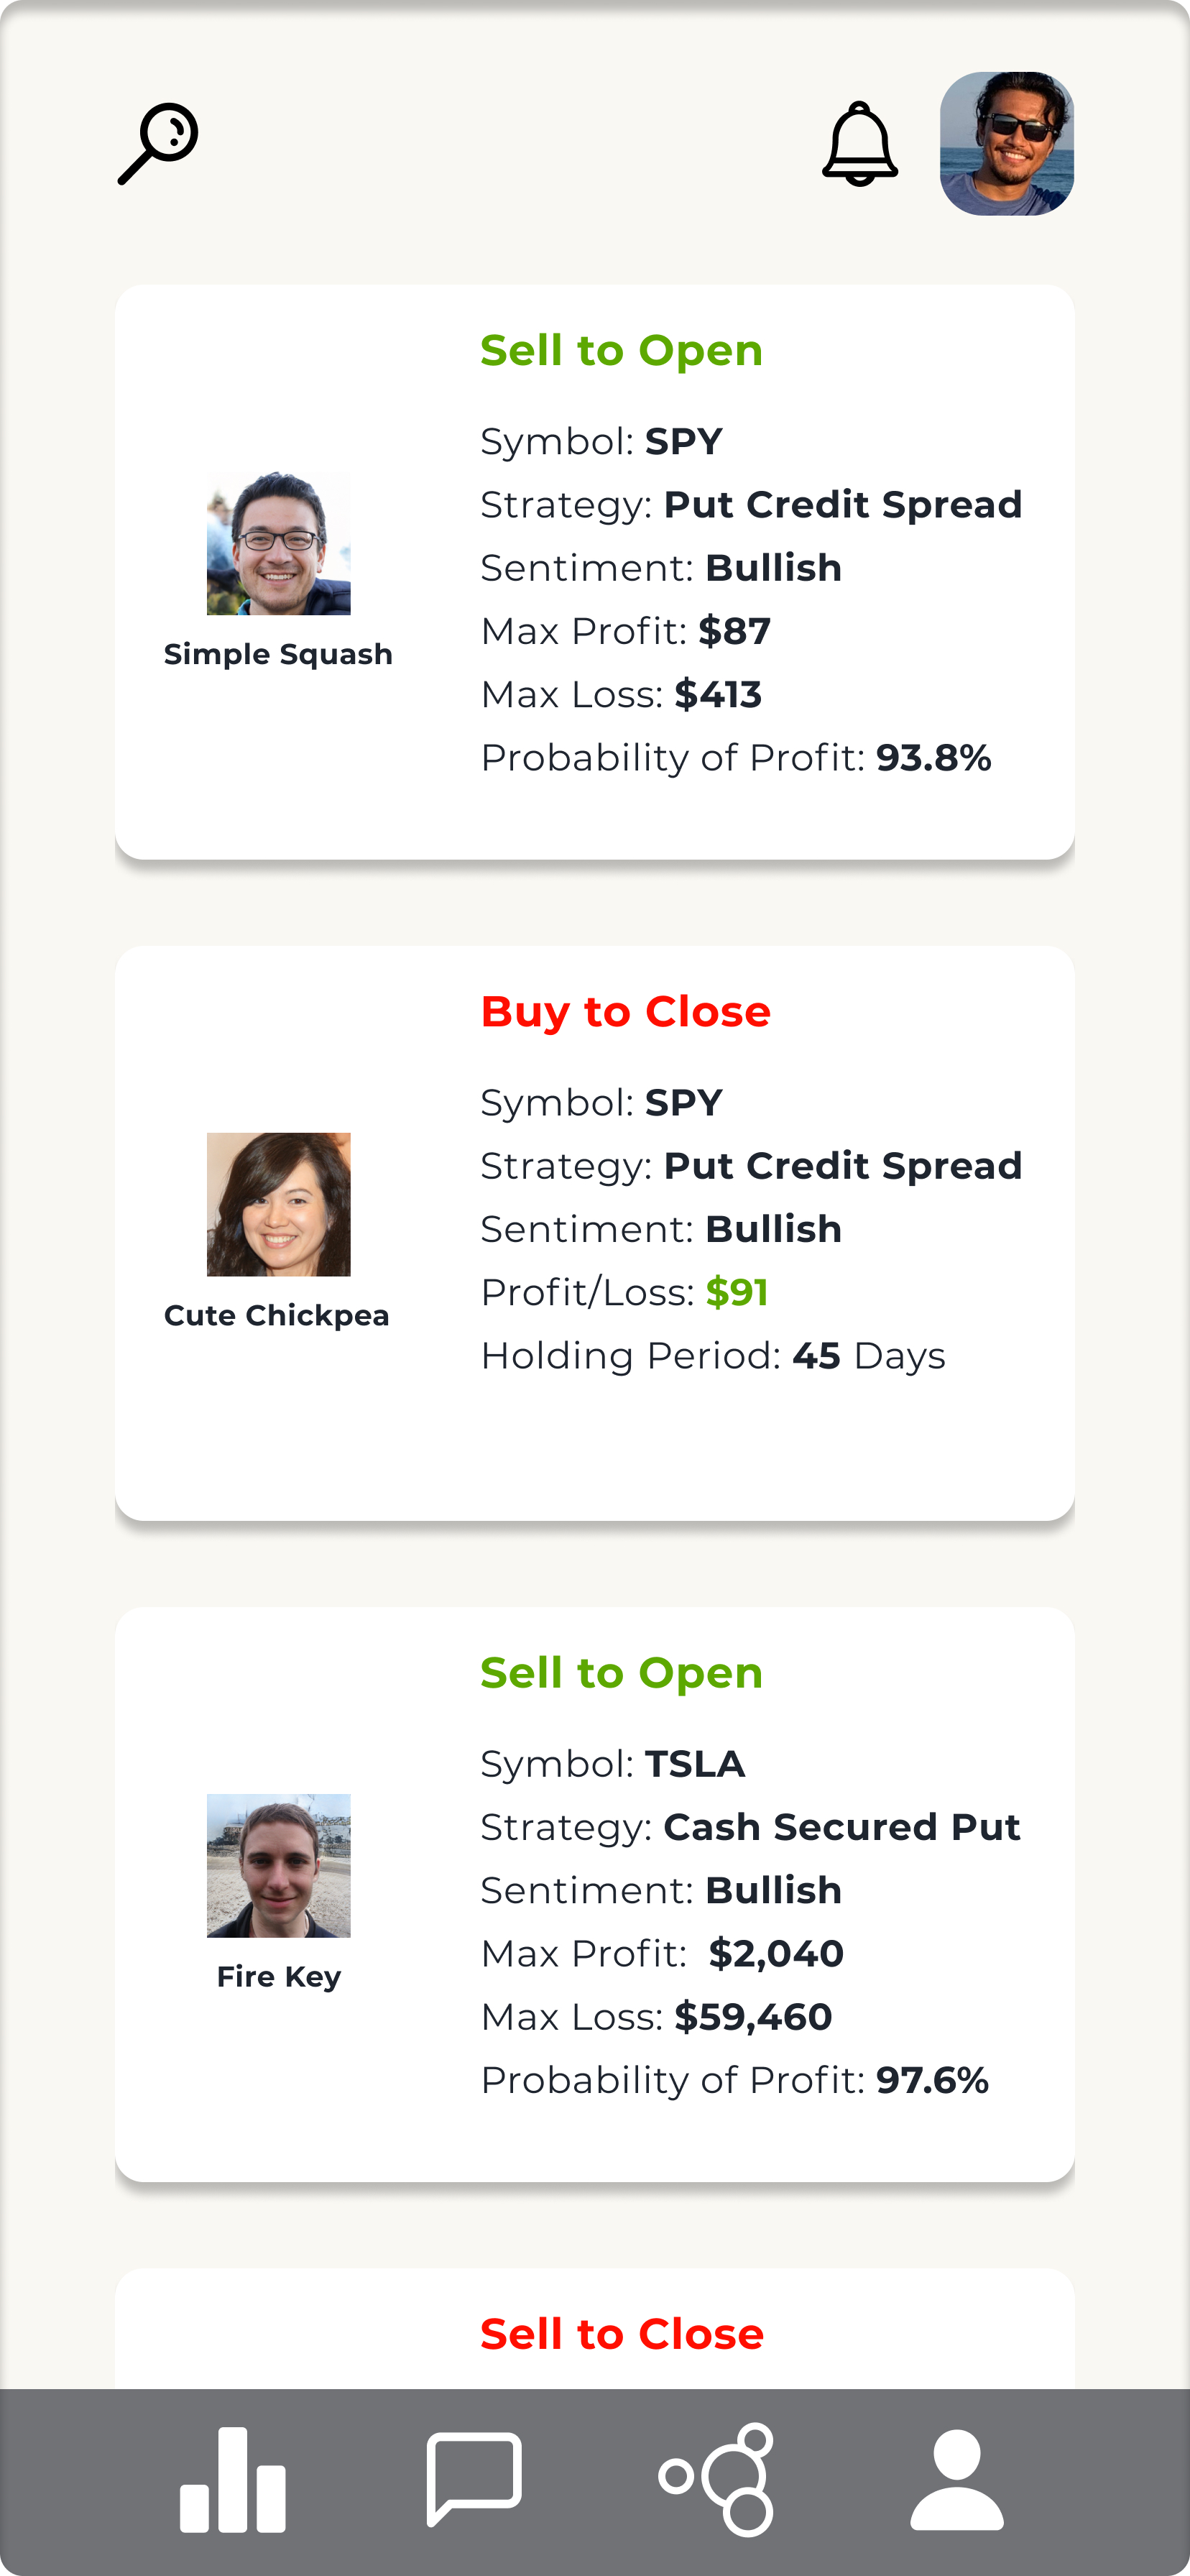 Sell to Open
Symbol: SPY
Strategy: Put Credit Spread
Sentiment: Bullish
Max Profit: $87
Max Loss: $413
Probability of Profit: 93.8%
Simple Squash
Buy to Close
Symbol: SPY
Strategy: Put Credit Spread
Sentiment: Bullish
Profit/Loss: $91
Holding Period: 45 Days
Cute Chickpea
Sell to Open
Symbol: TSLA
Strategy: Cash Secured Put
Sentiment: Bullish
Max Profit: $2,040
Max Loss: $59,460
Probability of Profit: 97.6%
Fire Key
Sell to Close